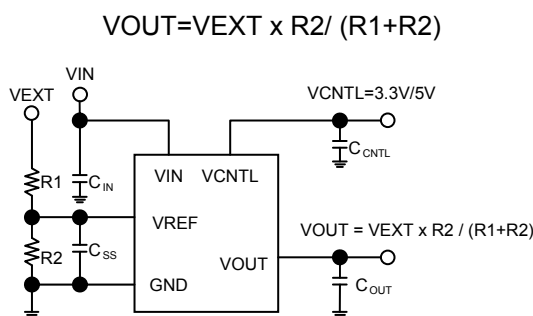 VOUT=VEXT x R2/ (R1+R2)
VIN
VEXT
VCNTL=3.3V/5V
CCNTL
R1
CIN
VIN VCNTL
VREF
VOUT = VEXT x R2 / (R1+R2)
R2
CSS
VOUT
GND
COUT